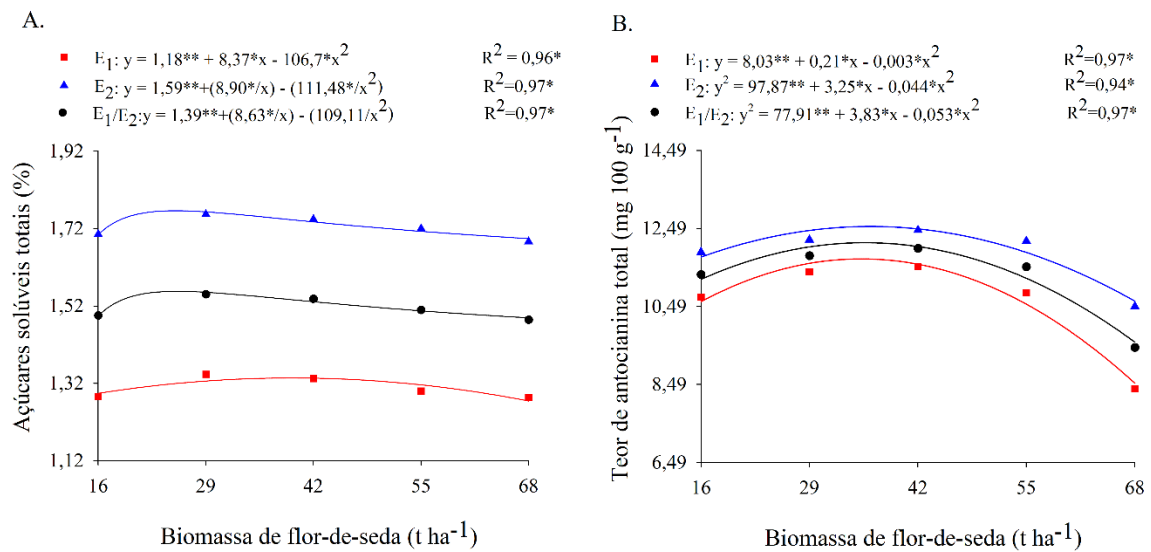 A.
E1: y = 1,18** + 8,37*x - 106,7*x² R² = 0,96*
E2: y = 1,59**+(8,90*/x) - (111,48*/x²) R²=0,97*
E1/E2:y = 1,39**+(8,63*/x) - (109,11/x²) R²=0,97*
Açúcares solúveis totais (%)
1,92
1,72
1,52
1,32
1,12
16 29 42 55 68
Biomassa de flor-de-seda (t ha⁻¹)
B.
E1: y = 8,03** + 0,21*x - 0,003*x² R²=0,97*
E2: y² = 97,87** + 3,25*x - 0,044*x² R²=0,94*
E1/E2: y² = 77,91** + 3,83*x - 0,053*x² R²=0,97*
Teor de antocianina total (mg 100 g⁻¹)
14,49
12,49
10,49
8,49
6,49
16 29 42 55 68
Biomassa de flor-de-seda (t ha⁻¹)